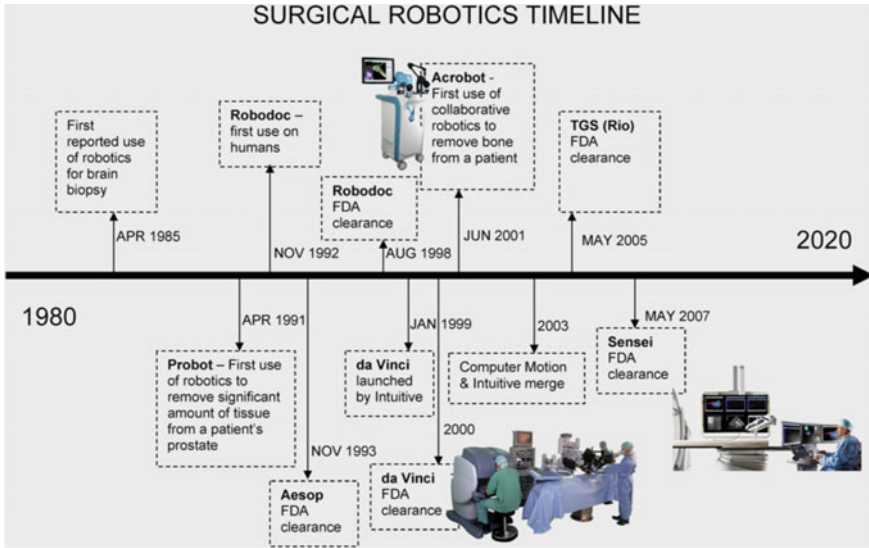 SURGICAL ROBOTICS TIMELINE
First
reported use
of robotics
for brain
biopsy
APR 1985
Robodoc –
first use on
humans
NOV 1992
Robodoc
FDA
clearance
AUG 1998
Acrobot -
First use of
collaborative
robotics to
remove bone
from a patient
JUN 2001
TGS (Rio)
FDA
clearance
MAY 2005
2020
1980
APR 1991
Probot – First use
of robotics to
remove significant
amount of tissue
from a patient's
prostate
NOV 1993
Aesop
FDA
clearance
JAN 1999
da Vinci
launched
by Intuitive
2000
da Vinci
FDA
clearance
2003
Computer Motion
& Intuitive merge
MAY 2007
Sensei
FDA
clearance